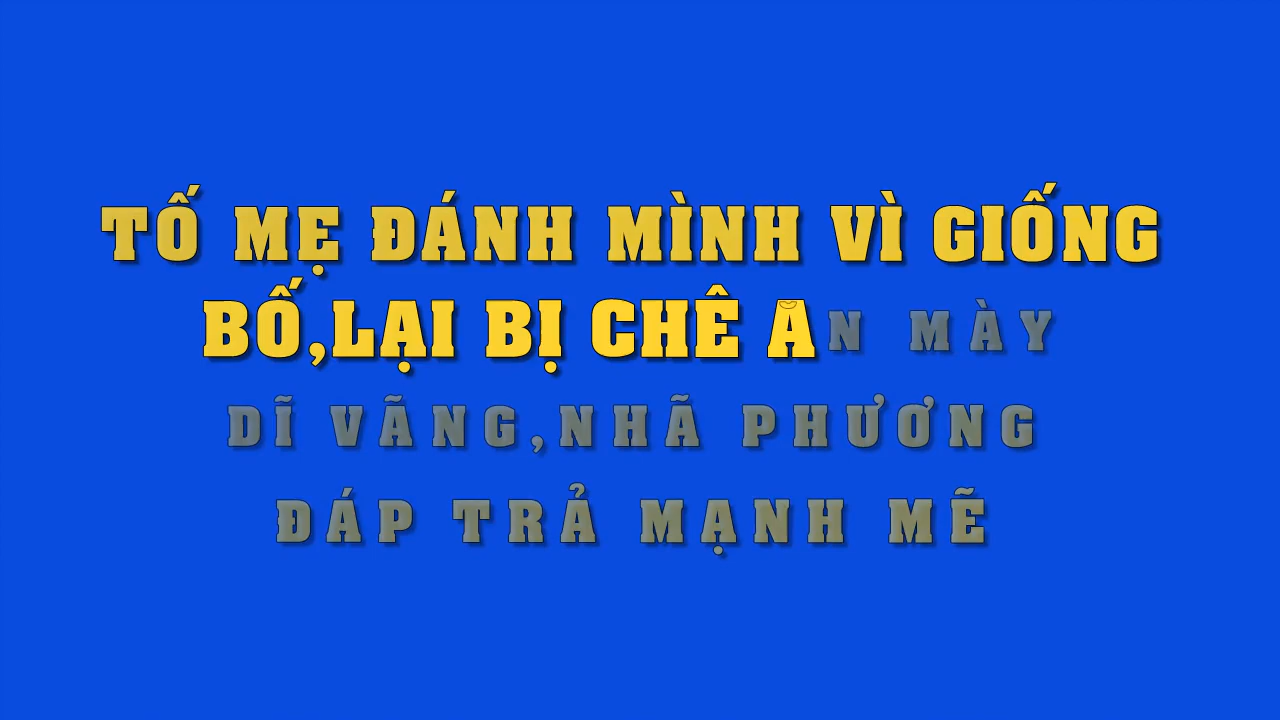 TỐ MẸ ĐÁNH MÌNH VÌ GIỐNG
BỐ,LẠI BỊ CHÊ ĂN MÀY
DĨ VÃNG,NHÃ PHƯƠNG
ĐÁP TRẢ MẠNH MẼ